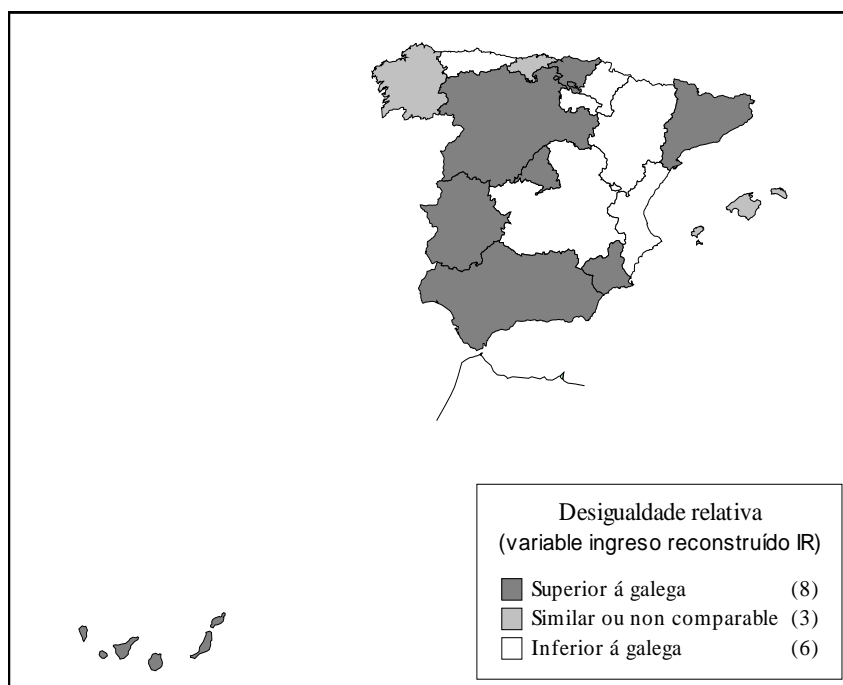 Desigualdade relativa
(variable ingreso reconstruído IR)
Superior á galega (8)
Similar ou non comparable (3)
Inferior á galega (6)